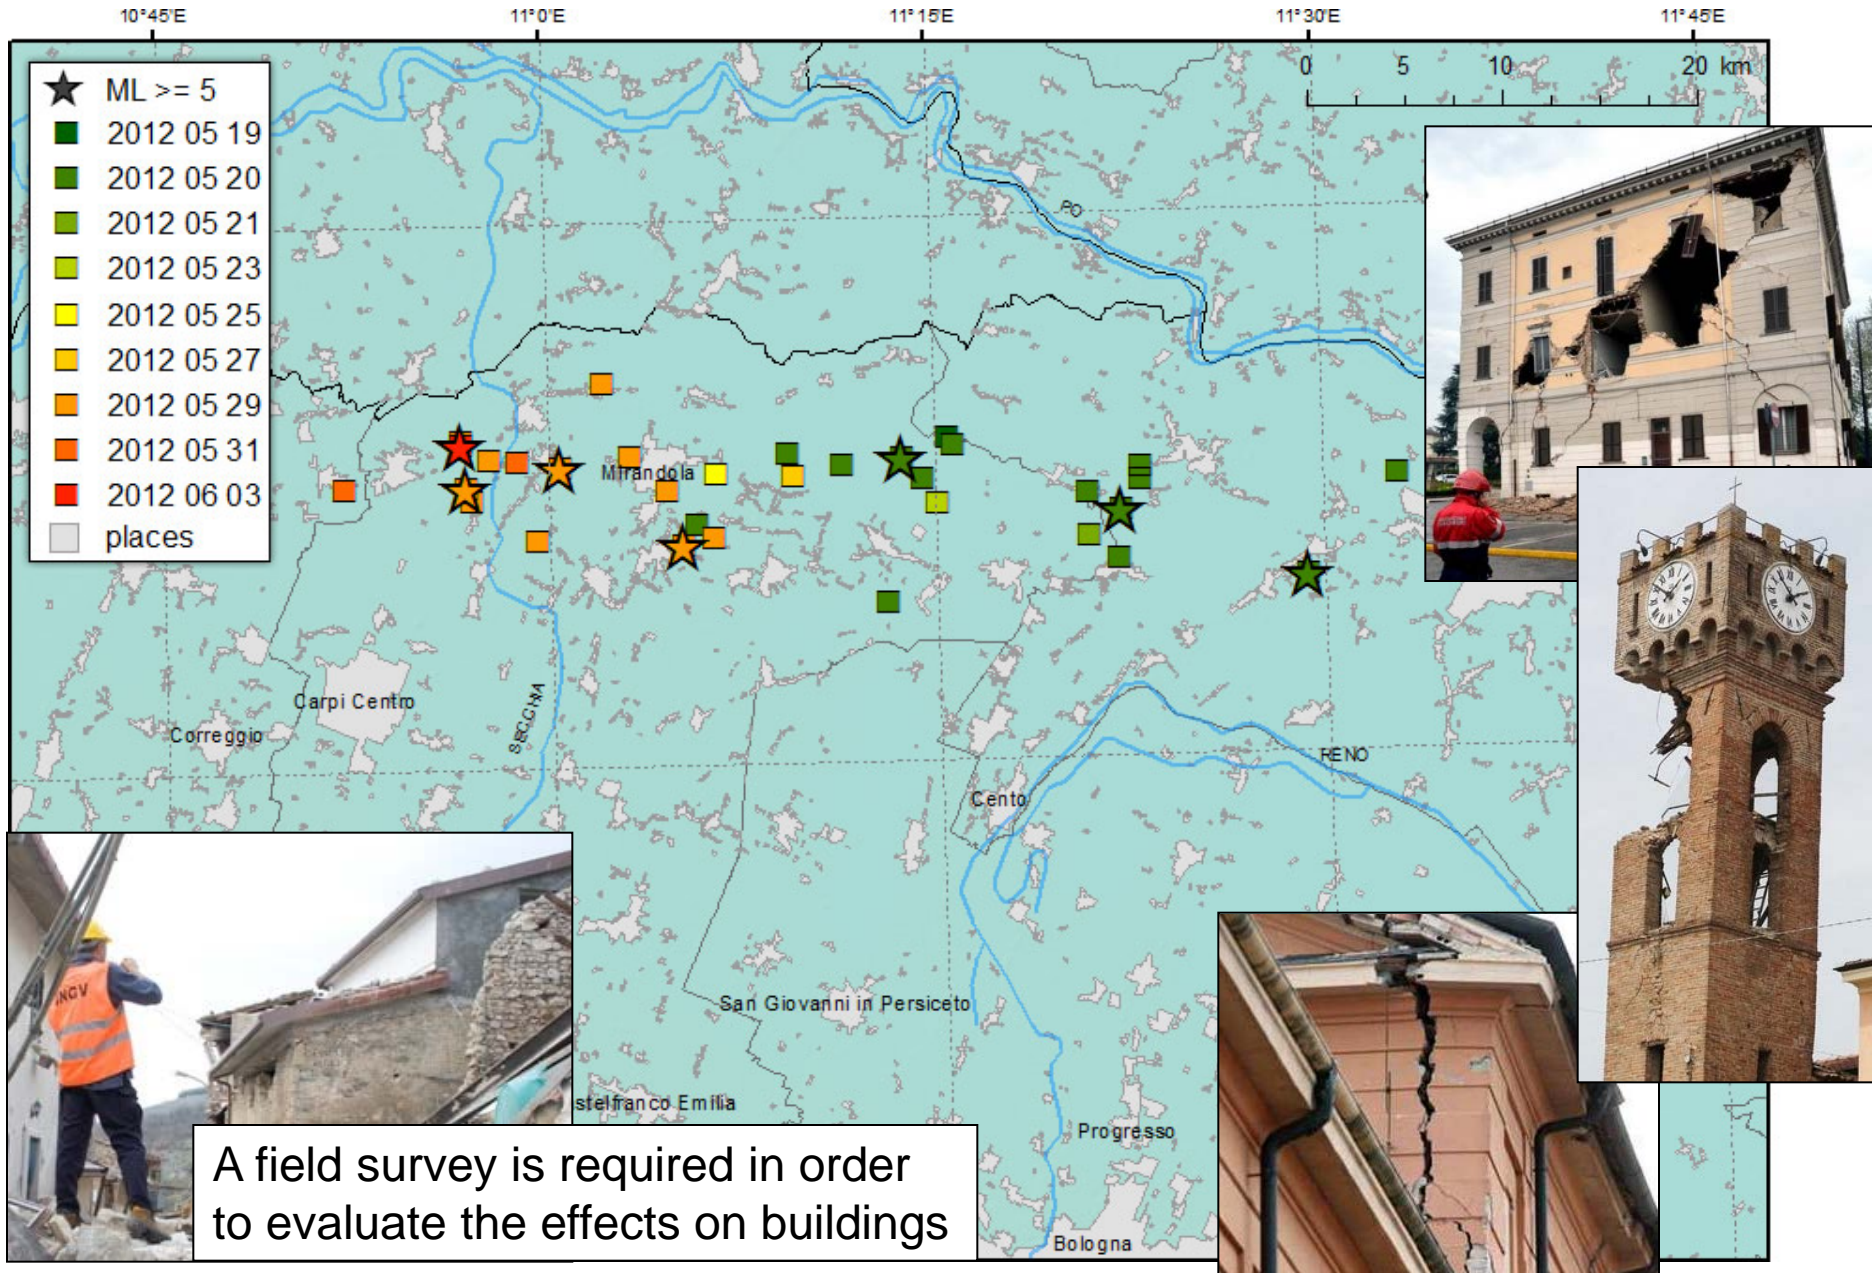 10°45'E
11°0'E
11°15'E
11°30'E
11°45'E
ML >= 5
2012 05 19
2012 05 20
2012 05 21
2012 05 23
2012 05 25
2012 05 27
2012 05 29
2012 05 31
2012 06 03
places
0 5 10 20 km
PO
Mirandola
Carpi Centro
Correggio
SECCHIA
RENO
Cento
San Giovanni in Persiceto
stelfranco Emilia
Progresso
Bologna
INGV
A field survey is required in order
to evaluate the effects on buildings